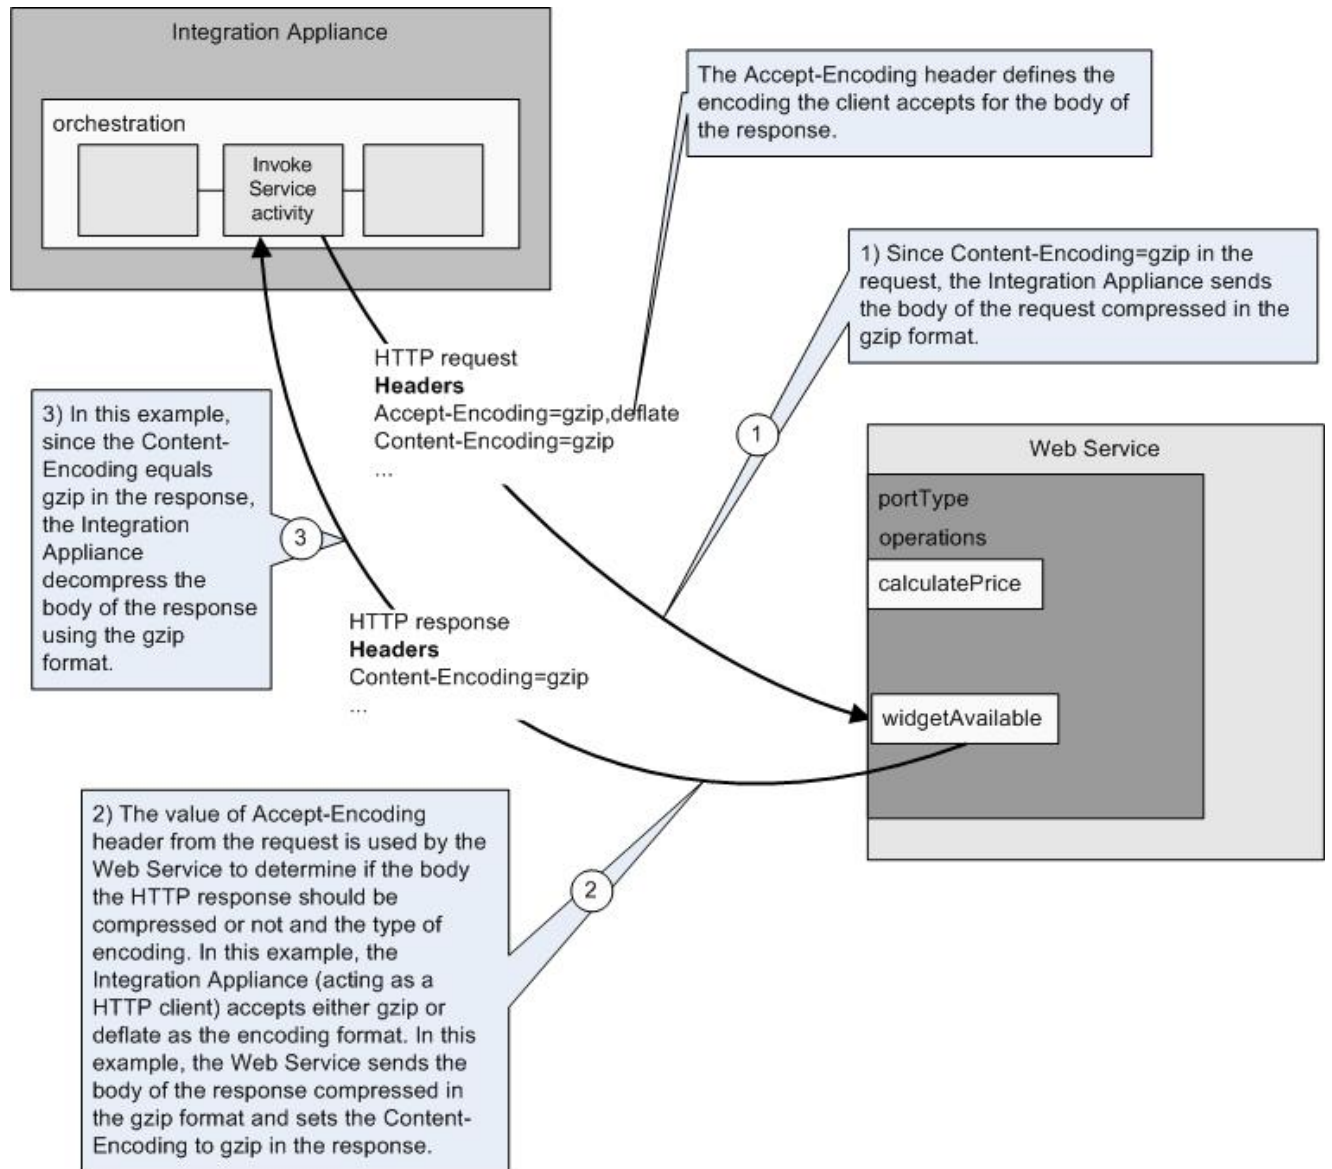 Integration Appliance
orchestration
Invoke
Service
activity
The Accept-Encoding header defines the
encoding the client accepts for the body of
the response.
1) Since Content-Encoding=gzip in the
request, the Integration Appliance sends
the body of the request compressed in the
gzip format.
HTTP request
Headers
Accept-Encoding=gzip,deflate
Content-Encoding=gzip
...
1
3) In this example,
since the Content-
Encoding equals
gzip in the response,
the Integration
Appliance
decompress the
body of the response
using the gzip
format.
3
Web Service
portType
operations
calculatePrice
widgetAvailable
HTTP response
Headers
Content-Encoding=gzip
...
2) The value of Accept-Encoding
header from the request is used by the
Web Service to determine if the body
the HTTP response should be
compressed or not and the type of
encoding. In this example, the
Integration Appliance (acting as a
HTTP client) accepts either gzip or
deflate as the encoding format. In this
example, the Web Service sends the
body of the response compressed in
the gzip format and sets the Content-
Encoding to gzip in the response.
2